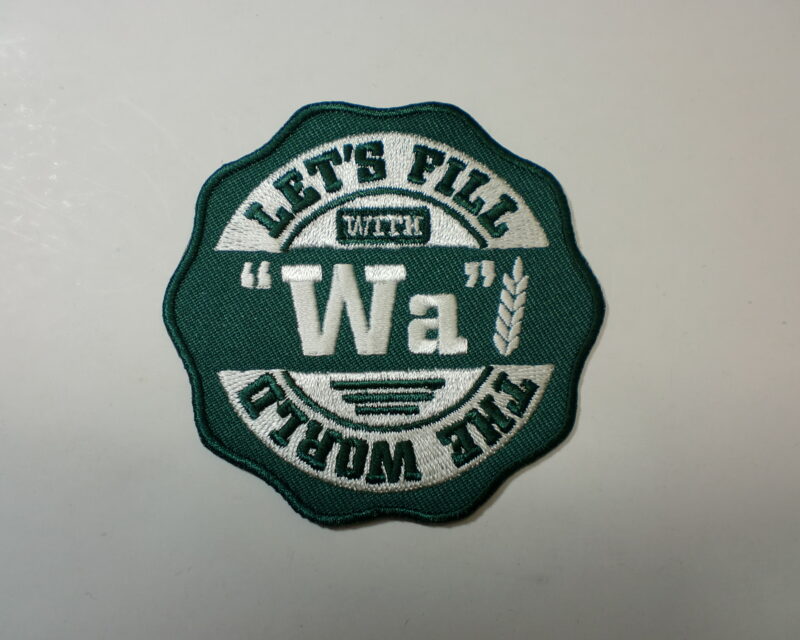 LET'S FILL
WITH
“Wa”
THE WORLD